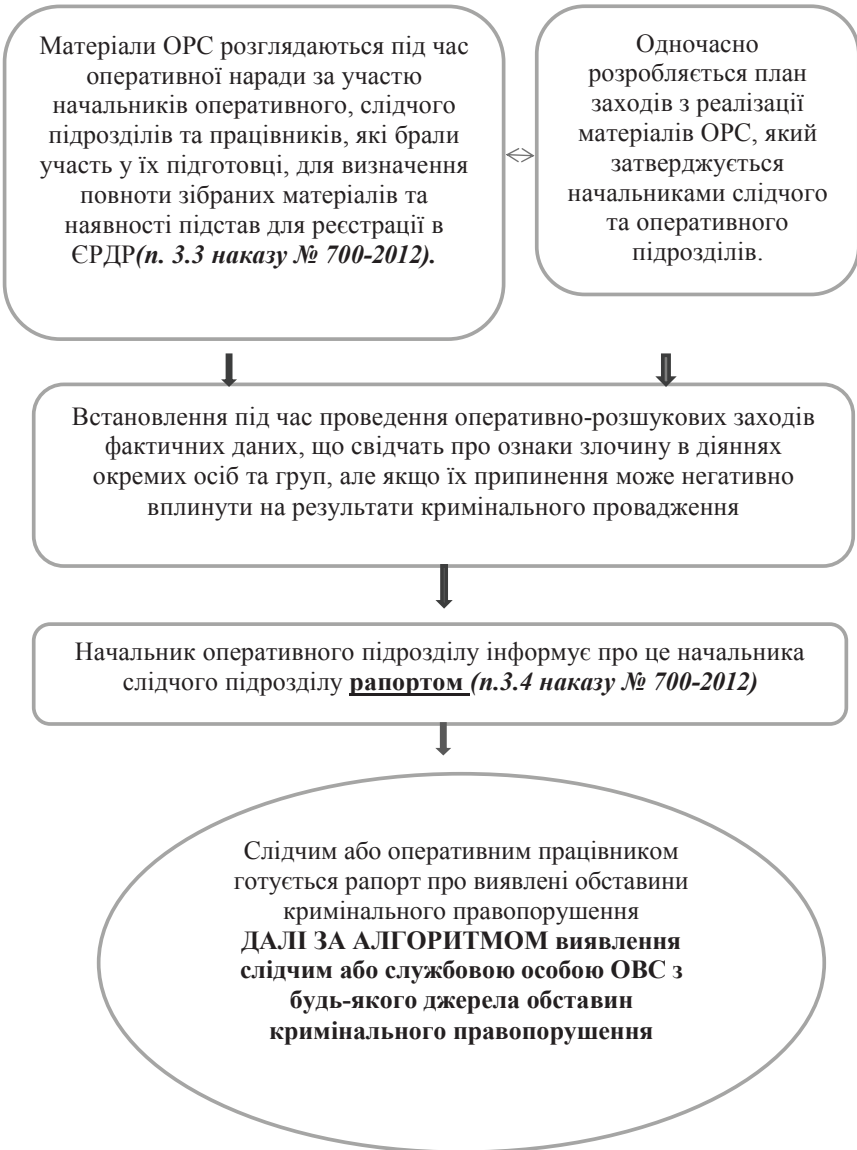 Матеріали ОРС розглядаються під час
оперативної наради за участю
начальників оперативного, слідчого
підрозділів та працівників, які брали
участь у їх підготовці, для визначення
повноти зібраних матеріалів та
наявності підстав для реєстрації в
ЄРДР(п. 3.3 наказу № 700-2012).
Одночасно
розробляється план
заходів з реалізації
матеріалів ОРС, який
затверджується
начальниками слідчого
та оперативного
підрозділів.
Встановлення під час проведення оперативно-розшукових заходів
фактичних даних, що свідчать про ознаки злочину в діяннях
окремих осіб та груп, але якщо їх припинення може негативно
вплинути на результати кримінального провадження
Начальник оперативного підрозділу інформує про це начальника
слідчого підрозділу рапортом (п.3.4 наказу № 700-2012)
Слідчим або оперативним працівником
готується рапорт про виявлені обставини
кримінального правопорушення
ДАЛІ ЗА АЛГОРИТМОМ виявлення
слідчим або службовою особою ОВС з
будь-якого джерела обставин
кримінального правопорушення